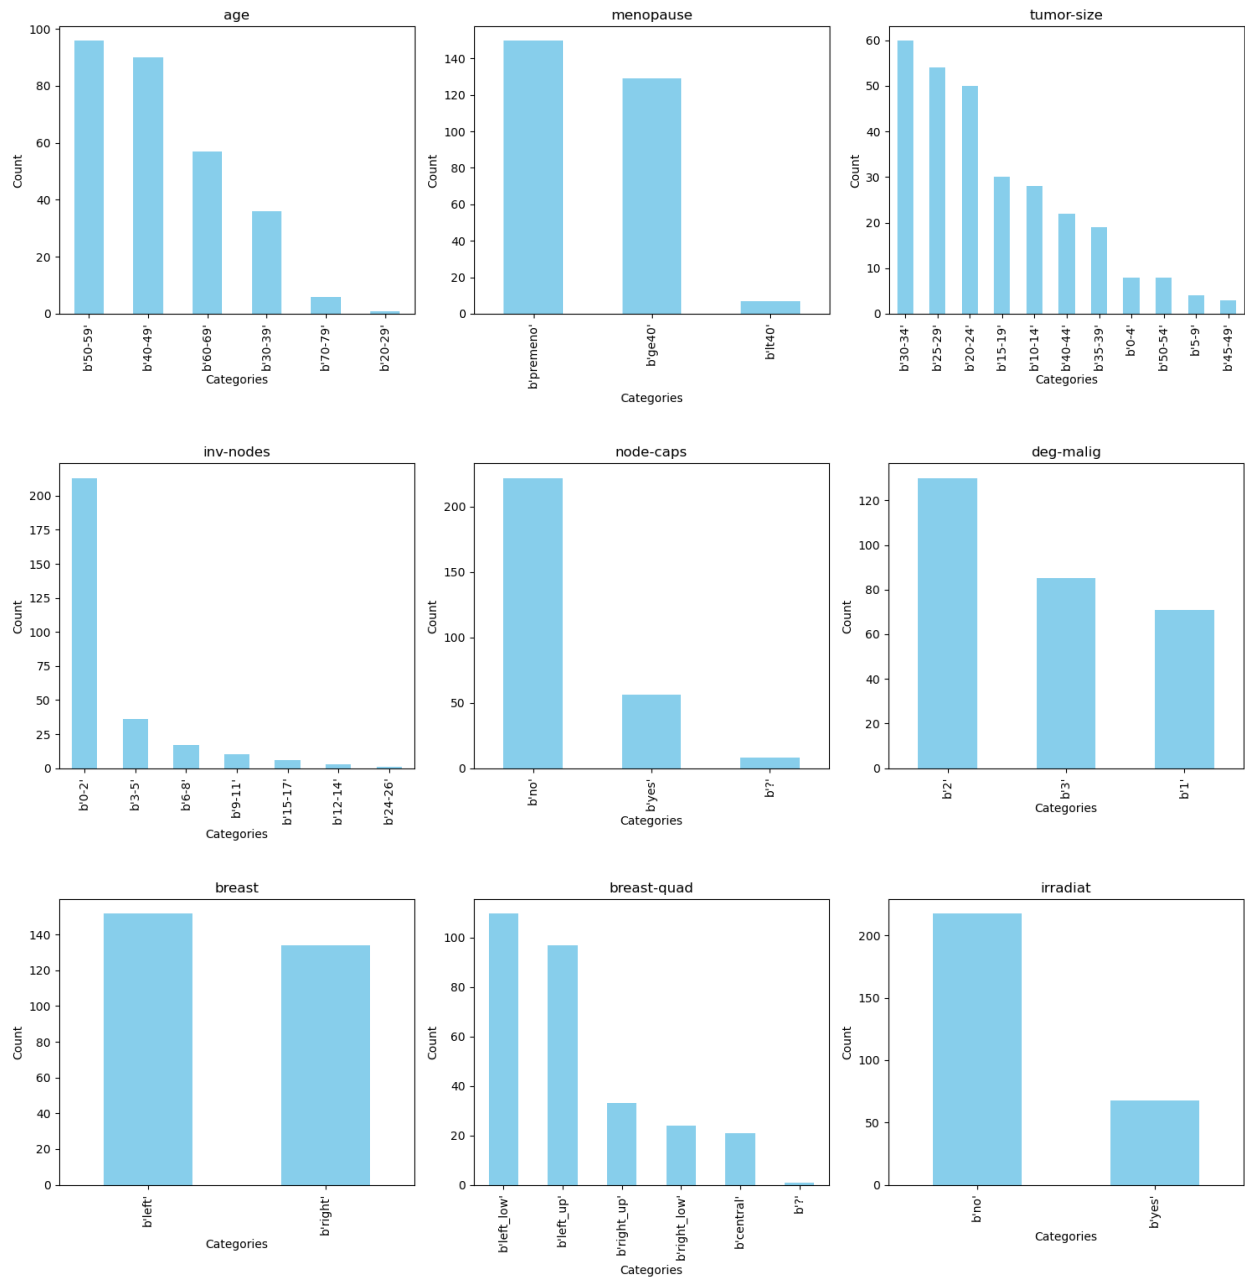 age
100
80
60
40
20
0
Count
b'50-59'
b'40-49'
b'60-69'
b'30-39'
b'70-79'
b'20-29'
Categories
menopause
140
120
100
80
60
40
20
0
Count
b'premeno'
b'ge40'
b'lt40'
Categories
tumor-size
60
50
40
30
20
10
0
Count
b'30-34'
b'25-29'
b'20-24'
b'15-19'
b'10-14'
b'40-44'
b'35-39'
b'0-4'
b'50-54'
b'5-9'
b'45-49'
Categories
inv-nodes
200
175
150
125
100
75
50
25
0
Count
b'0-2'
b'3-5'
b'6-8'
b'9-11'
b'15-17'
b'12-14'
b'24-26'
Categories
node-caps
200
150
100
50
0
Count
b'no'
b'yes'
b'?'
Categories
deg-malig
120
100
80
60
40
20
0
Count
b'2'
b'3'
b'1'
Categories
breast
140
120
100
80
60
40
20
0
Count
b'left'
b'right'
Categories
breast-quad
100
80
60
40
20
0
Count
b'left_low'
b'left_up'
b'right_up'
b'right_low'
b'central'
b'?'
Categories
irradiat
200
150
100
50
0
Count
b'no'
b'yes'
Categories